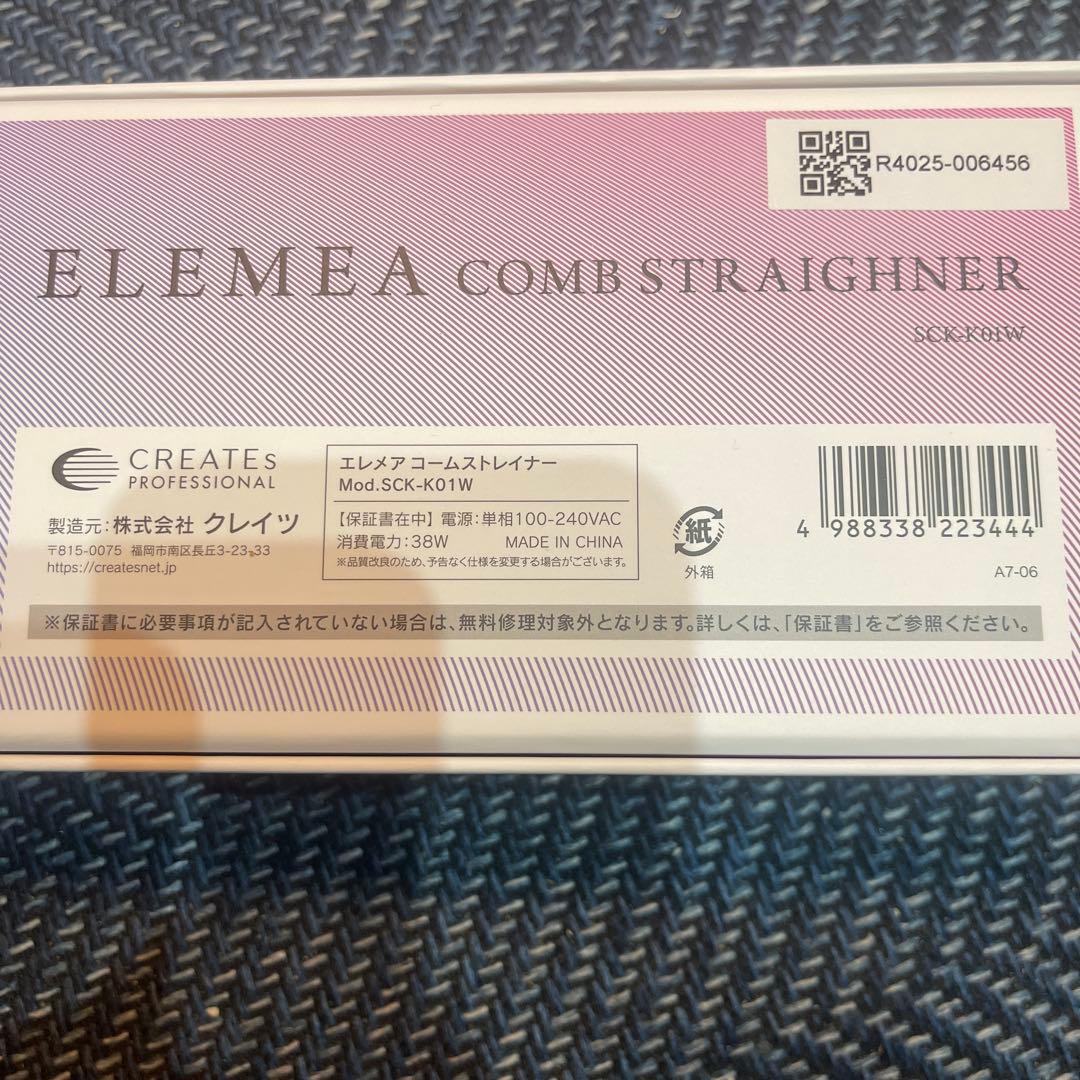 R4025-006456
ELEMEA COMB STRAIGHNER
SCK-K01W
CREATEs
PROFESSIONAL
製造元:株式会社 クレイツ
〒815-0075 福岡市南区長丘3-23-33
https://createsnet.jp
エレメア コームストレイナー
Mod.SCK-K01W
【保証書在中】電源:単相100-240VAC
消費電力:38W MADE IN CHINA
※品質改良のため、予告なく仕様を変更する場合がございます。
紙
外箱
4 988338 223444
A7-06
※保証書に必要事項が記入されていない場合は、無料修理対象外となります。詳しくは、「保証書」をご参照ください。